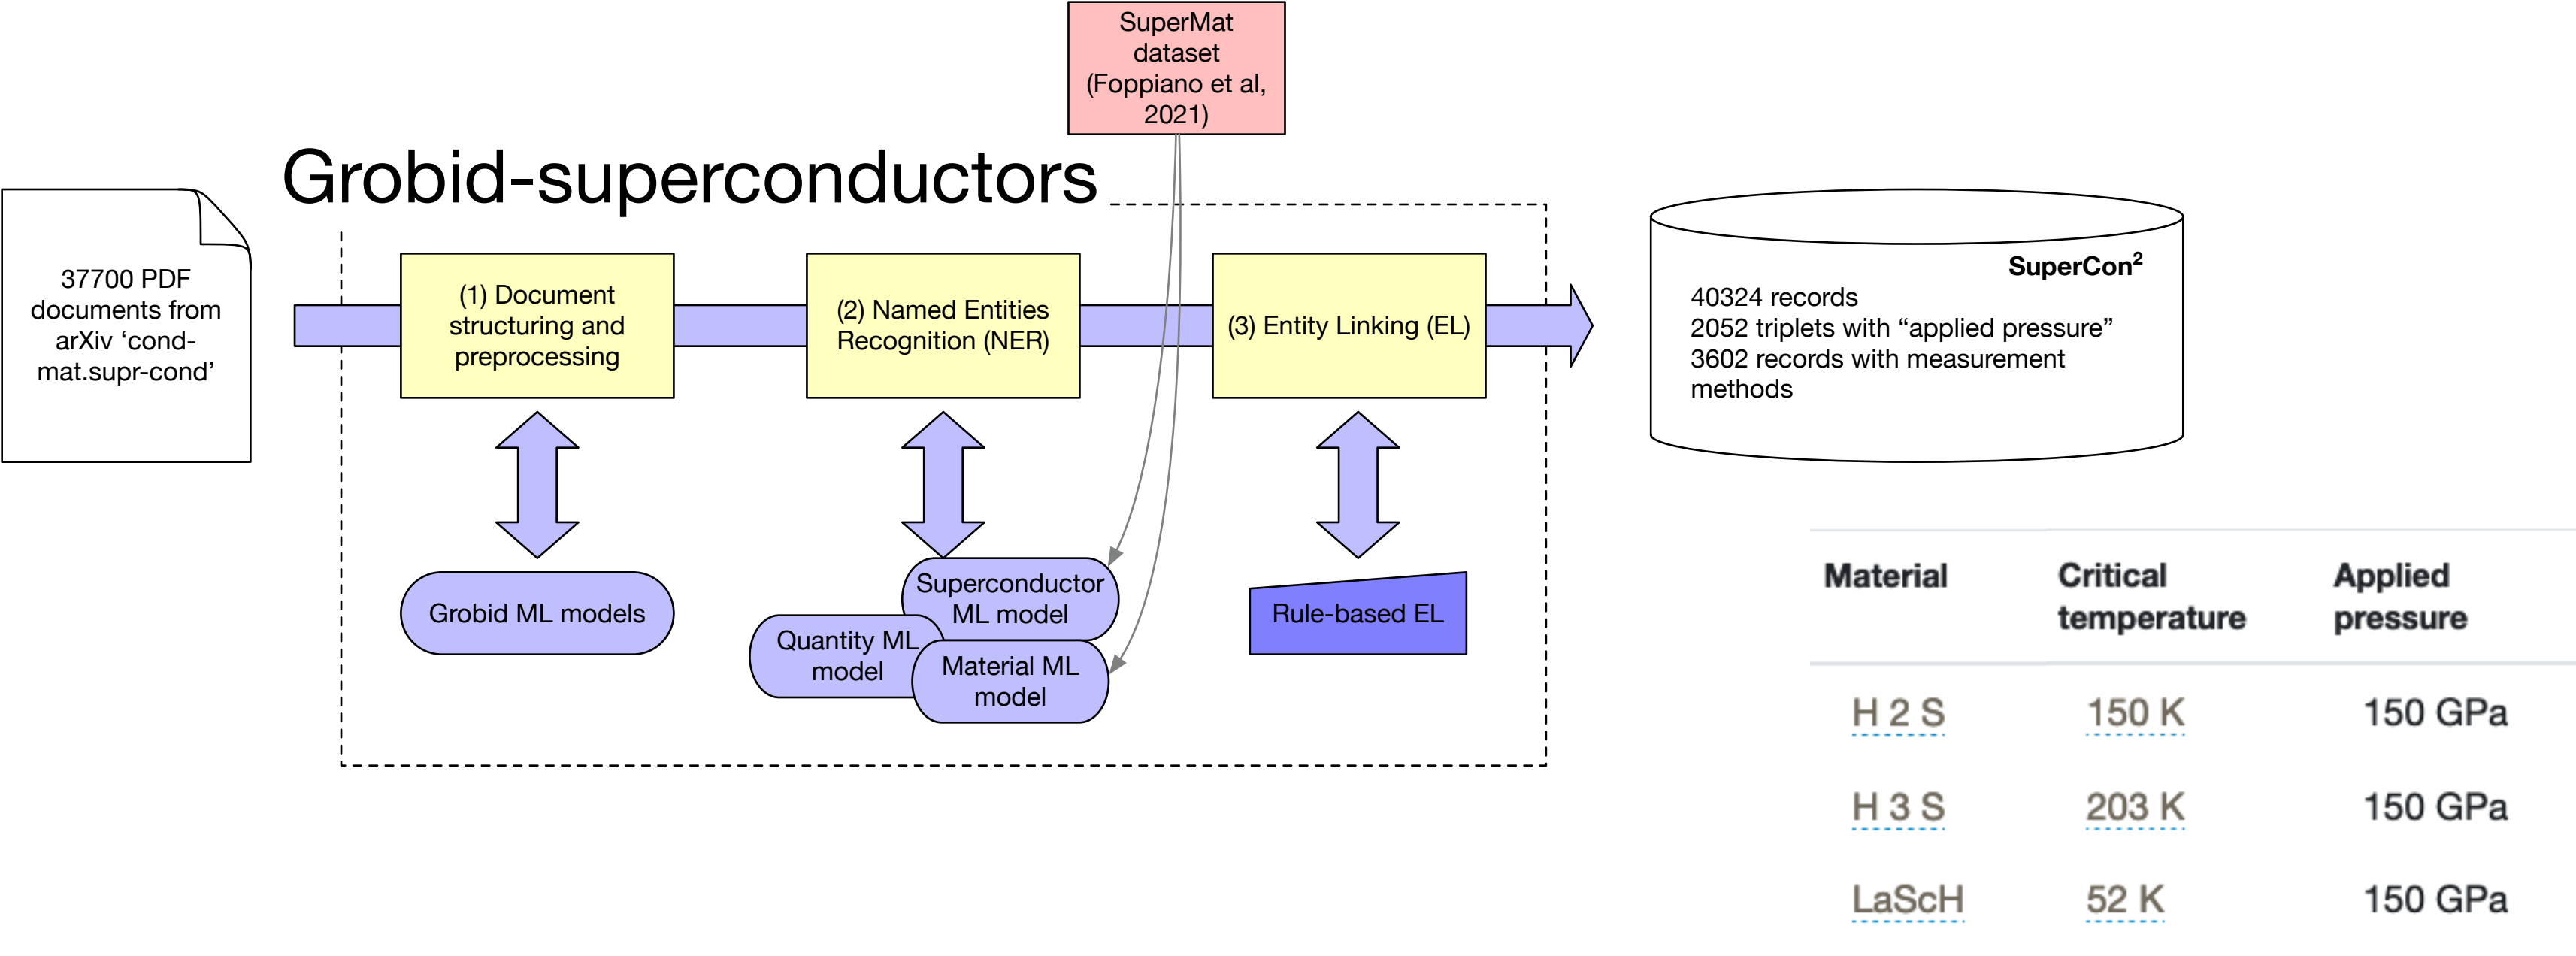 SuperMat
dataset
(Foppiano et al,
2021)
Grobid-superconductors
37700 PDF
documents from
arXiv ‘cond-
mat.supr-cond’
(1) Document
structuring and
preprocessing
(2) Named Entities
Recognition (NER)
(3) Entity Linking (EL)
Grobid ML models
Superconductor
ML model
Quantity ML
model
Material ML
model
Rule-based EL
SuperCon²
40324 records
2052 triplets with “applied pressure”
3602 records with measurement
methods
Material Critical temperature Applied pressure
H 2 S 150 K 150 GPa
H 3 S 203 K 150 GPa
LaScH 52 K 150 GPa